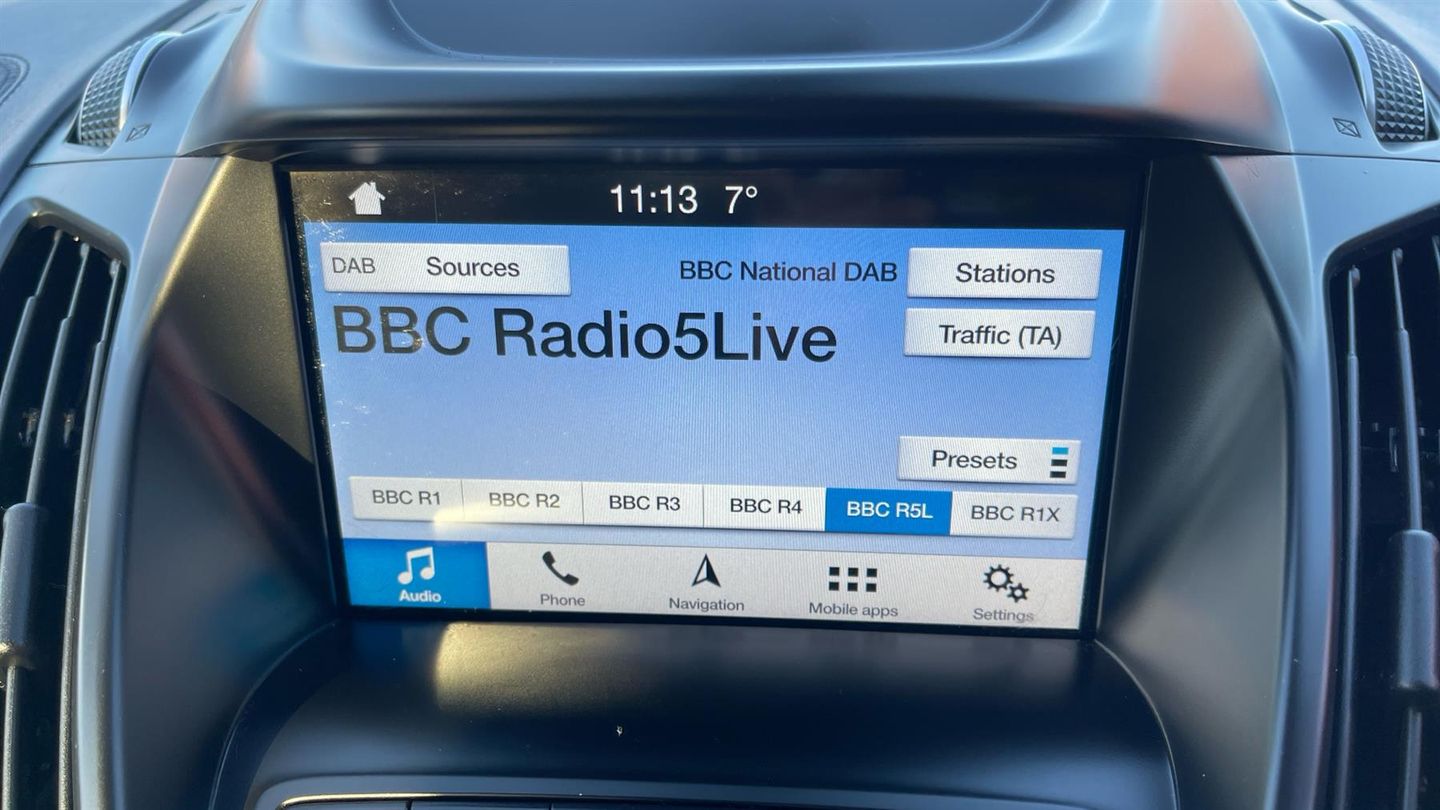 11:13 7°
DAB Sources
BBC National DAB
Stations
BBC Radio5Live
Traffic (TA)
Presets
BBC R1 BBC R2 BBC R3 BBC R4 BBC R5L BBC R1X
Audio Phone Navigation Mobile apps Settings